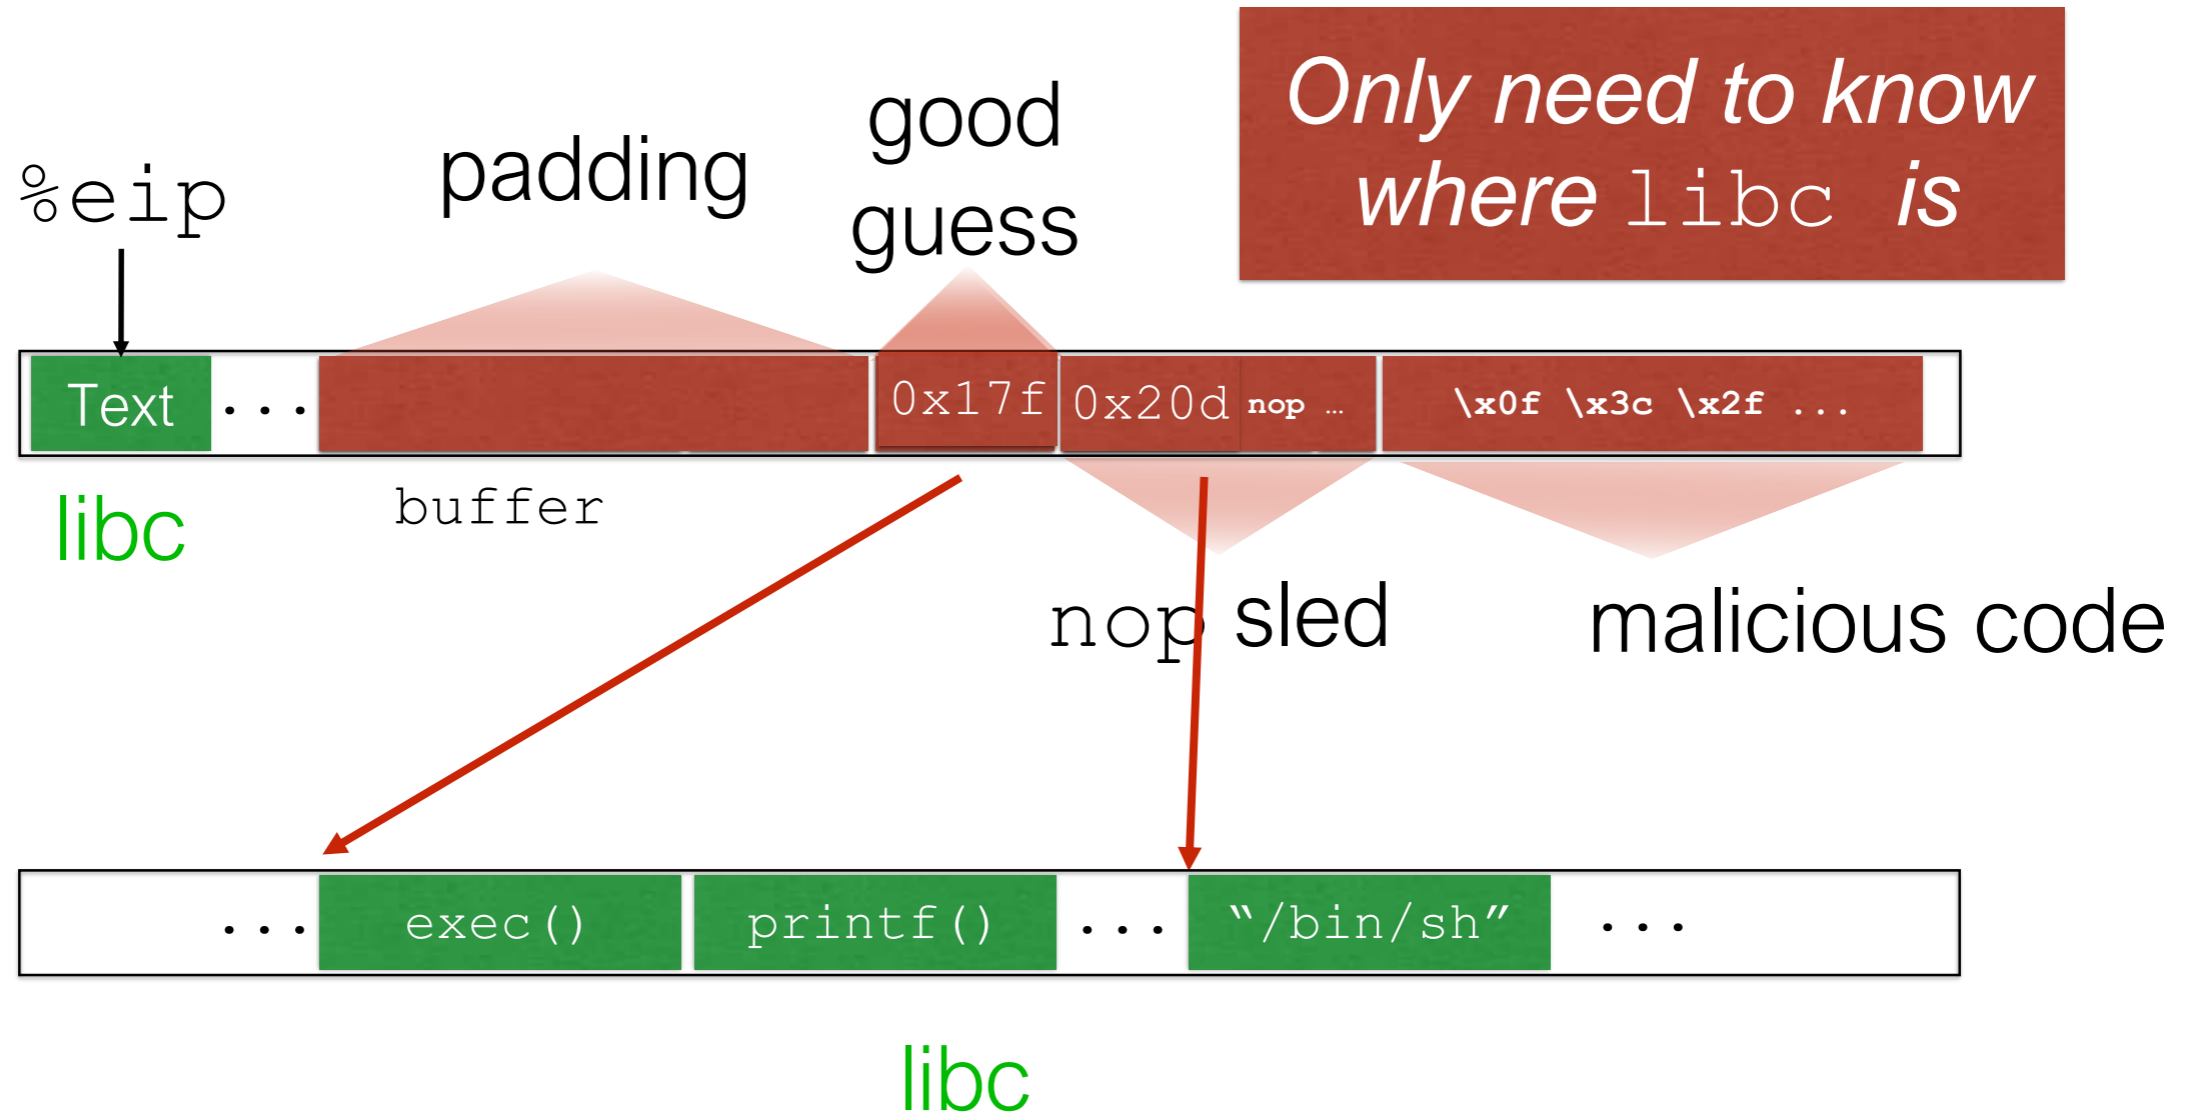 Only need to know
where libc is
good
guess
padding
%eip
Text ... 0x17f 0x20d nop ... \x0f \x3c \x2f ...
libc
buffer
nop sled
malicious code
... exec() printf() ... “/bin/sh” ...
libc